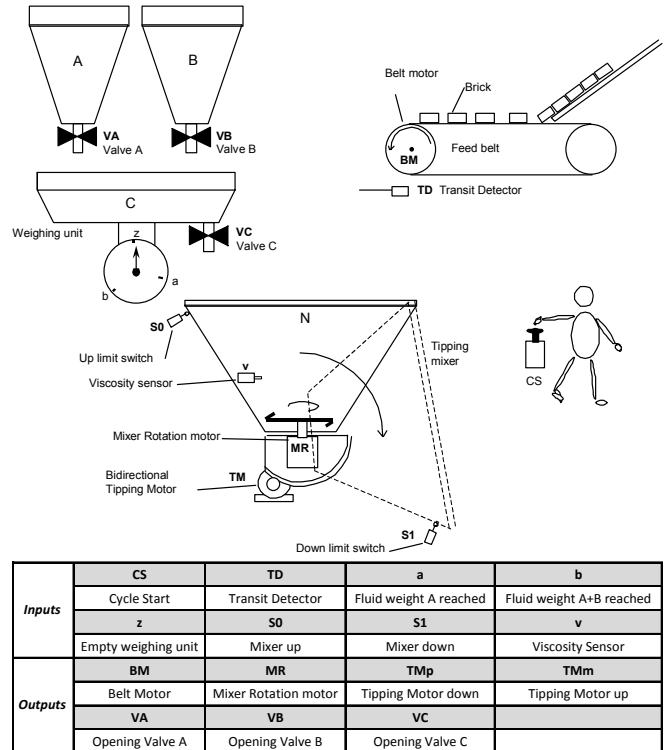 A
B
VA
Valve A
VB
Valve B
C
z
a
b
Weighing unit
VC
Valve C
Belt motor
Brick
BM
Feed belt
TD Transit Detector
N
S0
Up limit switch
v
Viscosity sensor
Tipping
mixer
Mixer Rotation motor
MR
Bidirectional
Tipping Motor
TM
S1
Down limit switch
CS
Inputs
CS TD a b
Cycle Start Transit Detector Fluid weight A reached Fluid weight A+B reached
z S0 S1 v
Empty weighing unit Mixer up Mixer down Viscosity Sensor
Outputs
BM MR TMp TMm
Belt Motor Mixer Rotation motor Tipping Motor down Tipping Motor up
VA VB VC
Opening Valve A Opening Valve B Opening Valve C